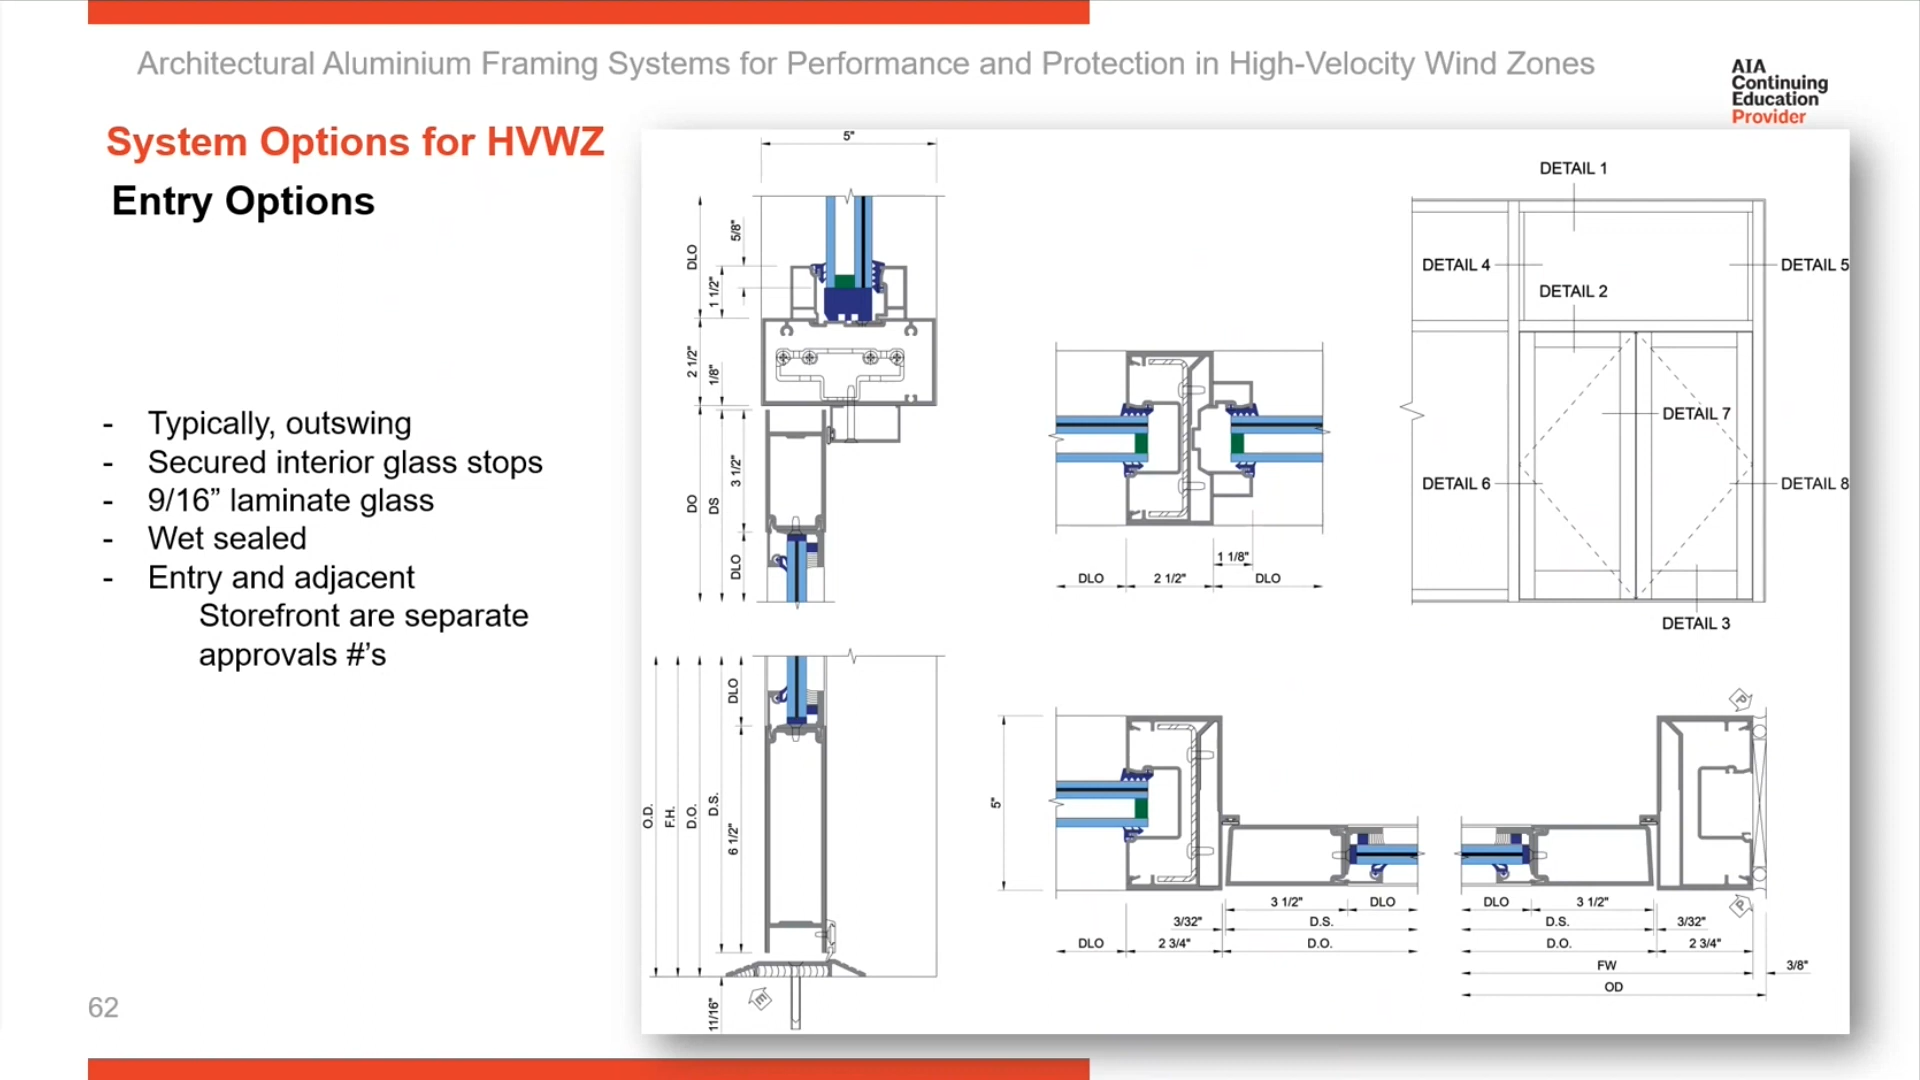 Architectural Aluminium Framing Systems for Performance and Protection in High-Velocity Wind Zones
AIA
Continuing
Education
Provider
System Options for HVWZ
Entry Options
- Typically, outswing
- Secured interior glass stops
- 9/16” laminate glass
- Wet sealed
- Entry and adjacent
Storefront are separate
approvals #’s
62
5"
DLO
5/8"
1 1/2"
2 1/2"
1/8"
DO
DS
3 1/2"
DLO
O.D.
F.H.
D.O.
D.S.
DLO
6 1/2"
11/16"
E
1 1/8"
DLO
2 1/2"
DLO
DETAIL 1
DETAIL 4
DETAIL 5
DETAIL 2
DETAIL 7
DETAIL 6
DETAIL 8
DETAIL 3
5"
3 1/2"
DLO
3/32"
D.S.
DLO
2 3/4"
D.O.
P
P
DLO
3 1/2"
D.S.
3/32"
D.O.
2 3/4"
FW
3/8"
OD